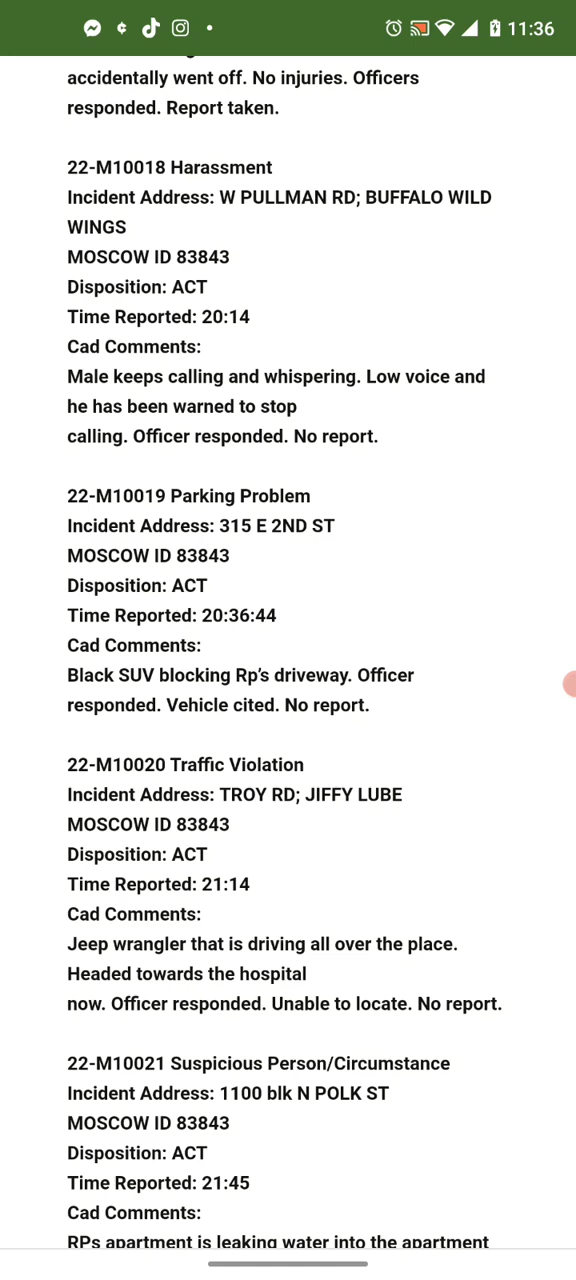 11:36
accidentally went off. No injuries. Officers
responded. Report taken.
22-M10018 Harassment
Incident Address: W PULLMAN RD; BUFFALO WILD
WINGS
MOSCOW ID 83843
Disposition: ACT
Time Reported: 20:14
Cad Comments:
Male keeps calling and whispering. Low voice and
he has been warned to stop
calling. Officer responded. No report.
22-M10019 Parking Problem
Incident Address: 315 E 2ND ST
MOSCOW ID 83843
Disposition: ACT
Time Reported: 20:36:44
Cad Comments:
Black SUV blocking Rp’s driveway. Officer
responded. Vehicle cited. No report.
22-M10020 Traffic Violation
Incident Address: TROY RD; JIFFY LUBE
MOSCOW ID 83843
Disposition: ACT
Time Reported: 21:14
Cad Comments:
Jeep wrangler that is driving all over the place.
Headed towards the hospital
now. Officer responded. Unable to locate. No report.
22-M10021 Suspicious Person/Circumstance
Incident Address: 1100 blk N POLK ST
MOSCOW ID 83843
Disposition: ACT
Time Reported: 21:45
Cad Comments:
RPs apartment is leaking water into the apartment